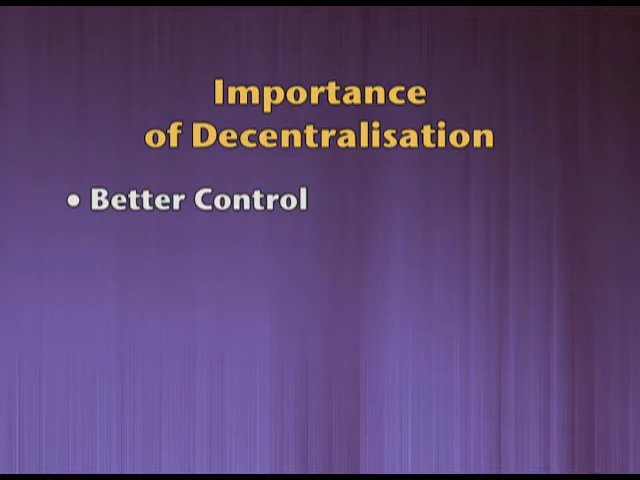 Importance
of Decentralisation
• Better Control